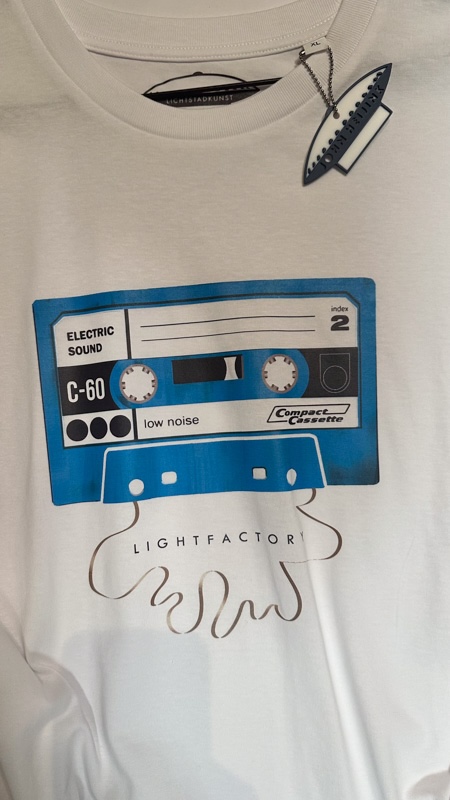 XL
LICHTSTADKUNST
ELECTRIC
SOUND
index
2
C-60
low noise
Compact
Cassette
LIGHTFACTORY